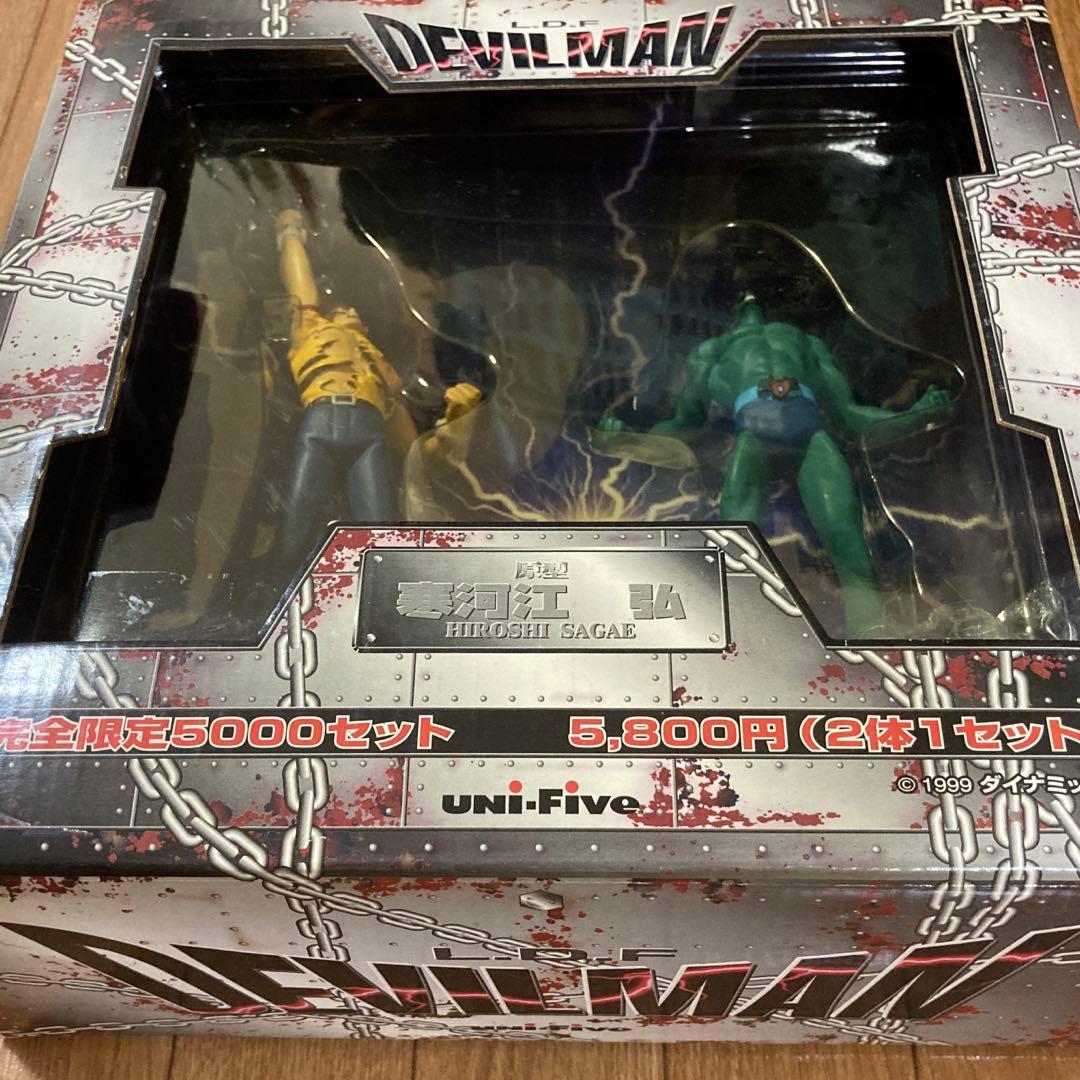 L.D.F
DEVILMAN
原型
寒河江 弘
HIROSHI SAGAE
完全限定5000セット 5,800円(2体1セット
© 1999 ダイナミッ
UNI-FIVE
L.D.F
DEVILMAN
UNI-FIVE